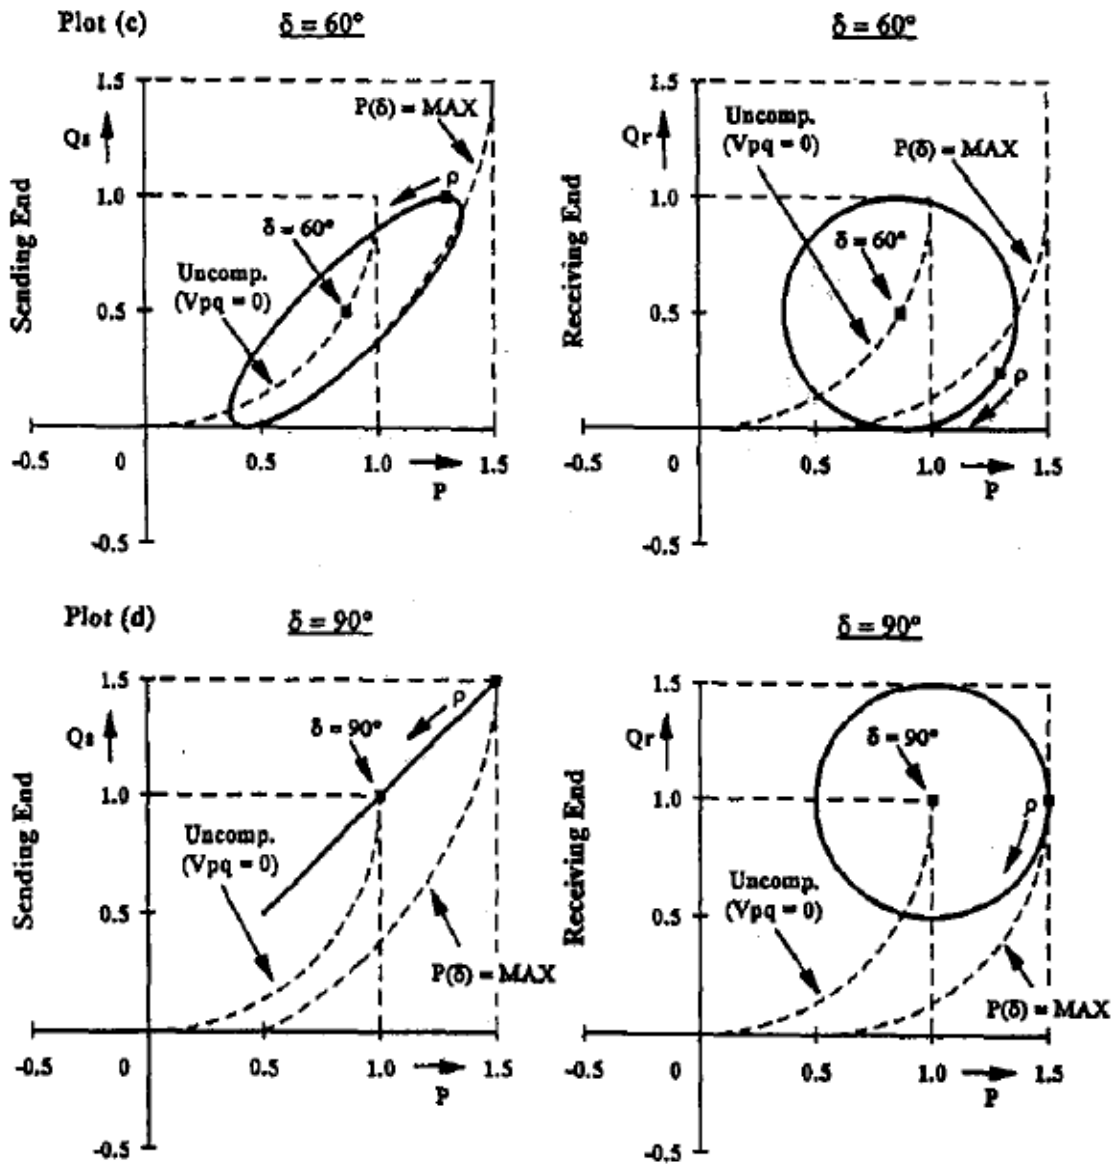 Plot (c)
δ = 60°
δ = 60°
1.5
Qs
P(δ) = MAX
ρ
1.0
δ = 60°
Uncomp.
(Vpq = 0)
0.5
Sending End
-0.5
0
0.5
1.0
1.5
P
-0.5
1.5
Qr
Uncomp.
(Vpq = 0)
P(δ) = MAX
1.0
δ = 60°
0.5
ρ
Receiving End
-0.5
0
0.5
1.0
1.5
P
-0.5
Plot (d)
δ = 90°
δ = 90°
1.5
Qs
ρ
δ = 90°
1.0
Uncomp.
(Vpq = 0)
0.5
P(δ) = MAX
Sending End
-0.5
0
0.5
1.0
1.5
P
-0.5
1.5
Qr
δ = 90°
1.0
ρ
Uncomp.
(Vpq = 0)
0.5
P(δ) = MAX
Receiving End
-0.5
0
0.5
1.0
1.5
P
-0.5